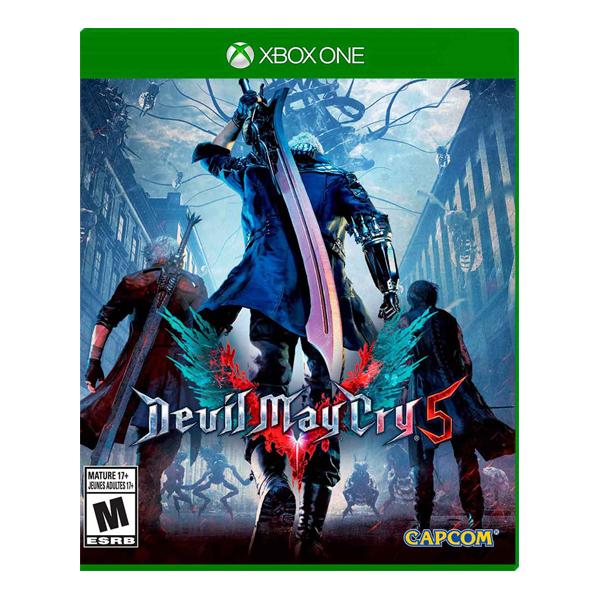 XBOX ONE
Devil May Cry 5
MATURE 17+
JEUNES ADULTES 17+
M
ESRB
CAPCOM